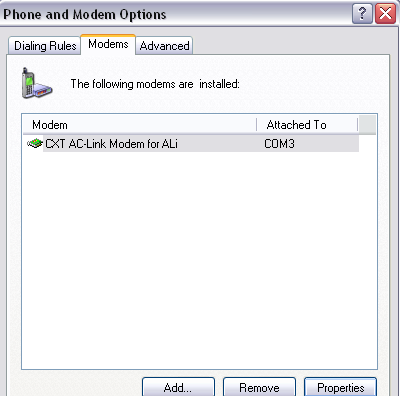 Phone and Modem Options
Dialing Rules Modems Advanced
The following modems are installed:
Modem Attached To
CXT AC-Link Modem for ALi COM3
Add... Remove Properties